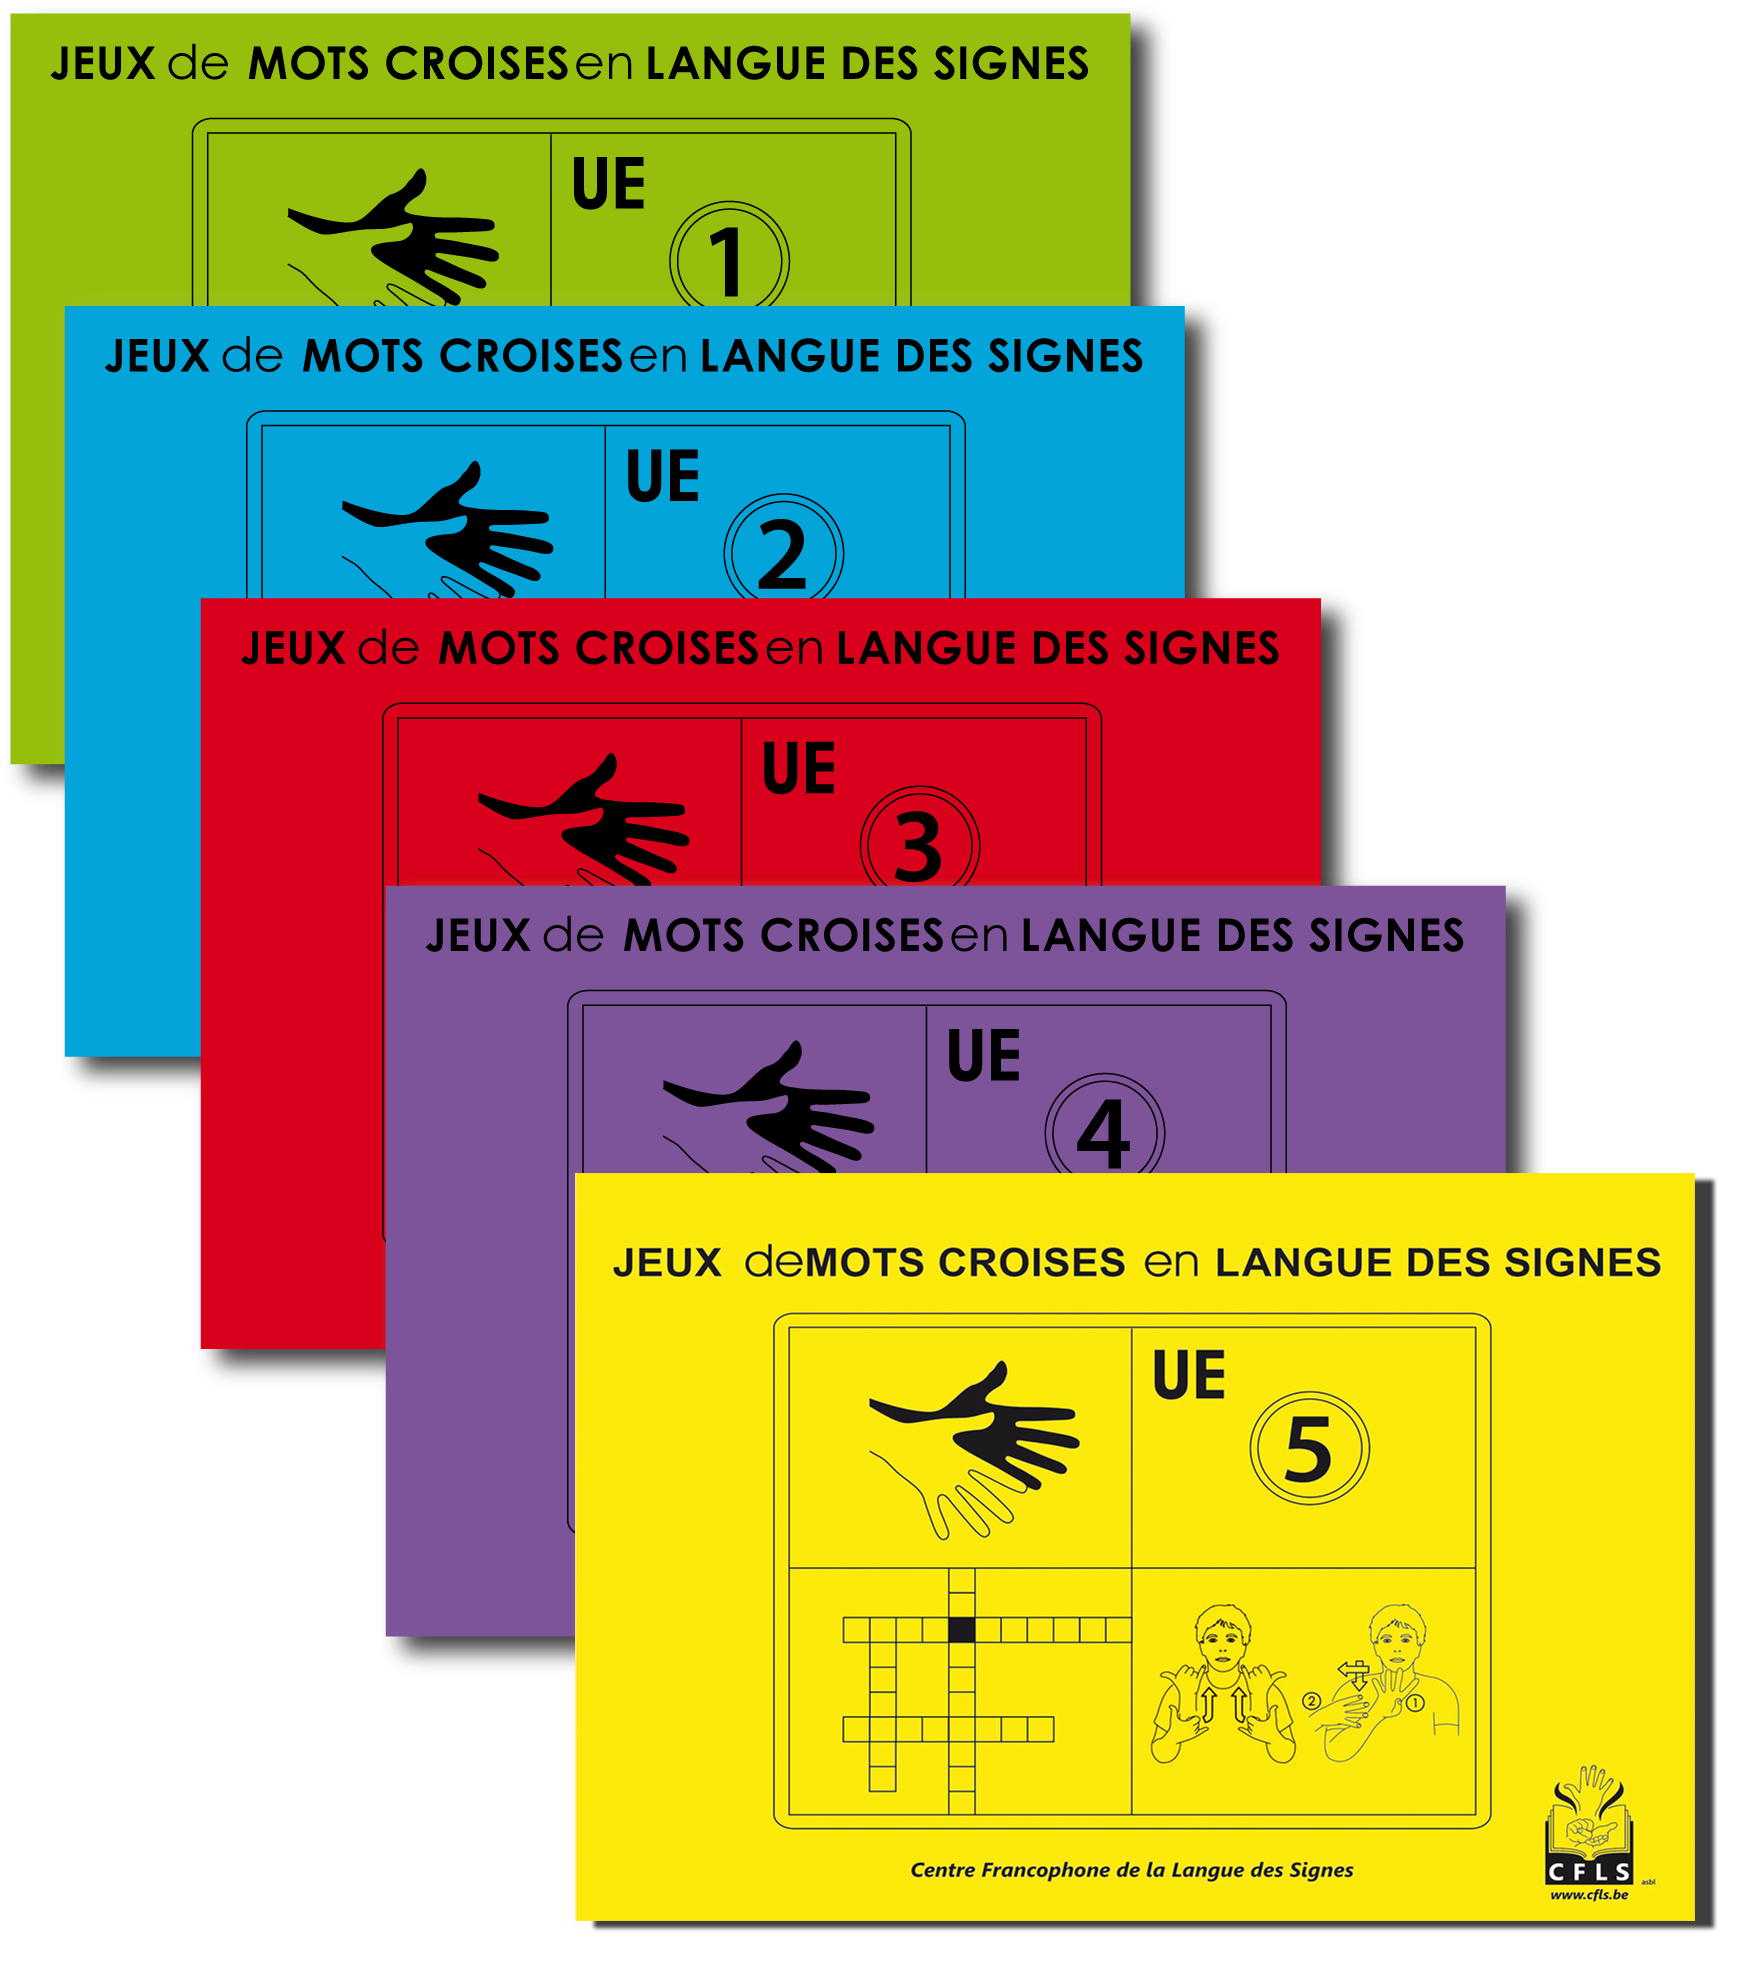 JEUX de MOTS CROISES en LANGUE DES SIGNES
UE
1
JEUX de MOTS CROISES en LANGUE DES SIGNES
UE
2
JEUX de MOTS CROISES en LANGUE DES SIGNES
UE
3
JEUX de MOTS CROISES en LANGUE DES SIGNES
UE
4
JEUX deMOTS CROISES en LANGUE DES SIGNES
UE
5
2 1
Centre Francophone de la Langue des Signes
CFLS
asbl
www.cfls.be